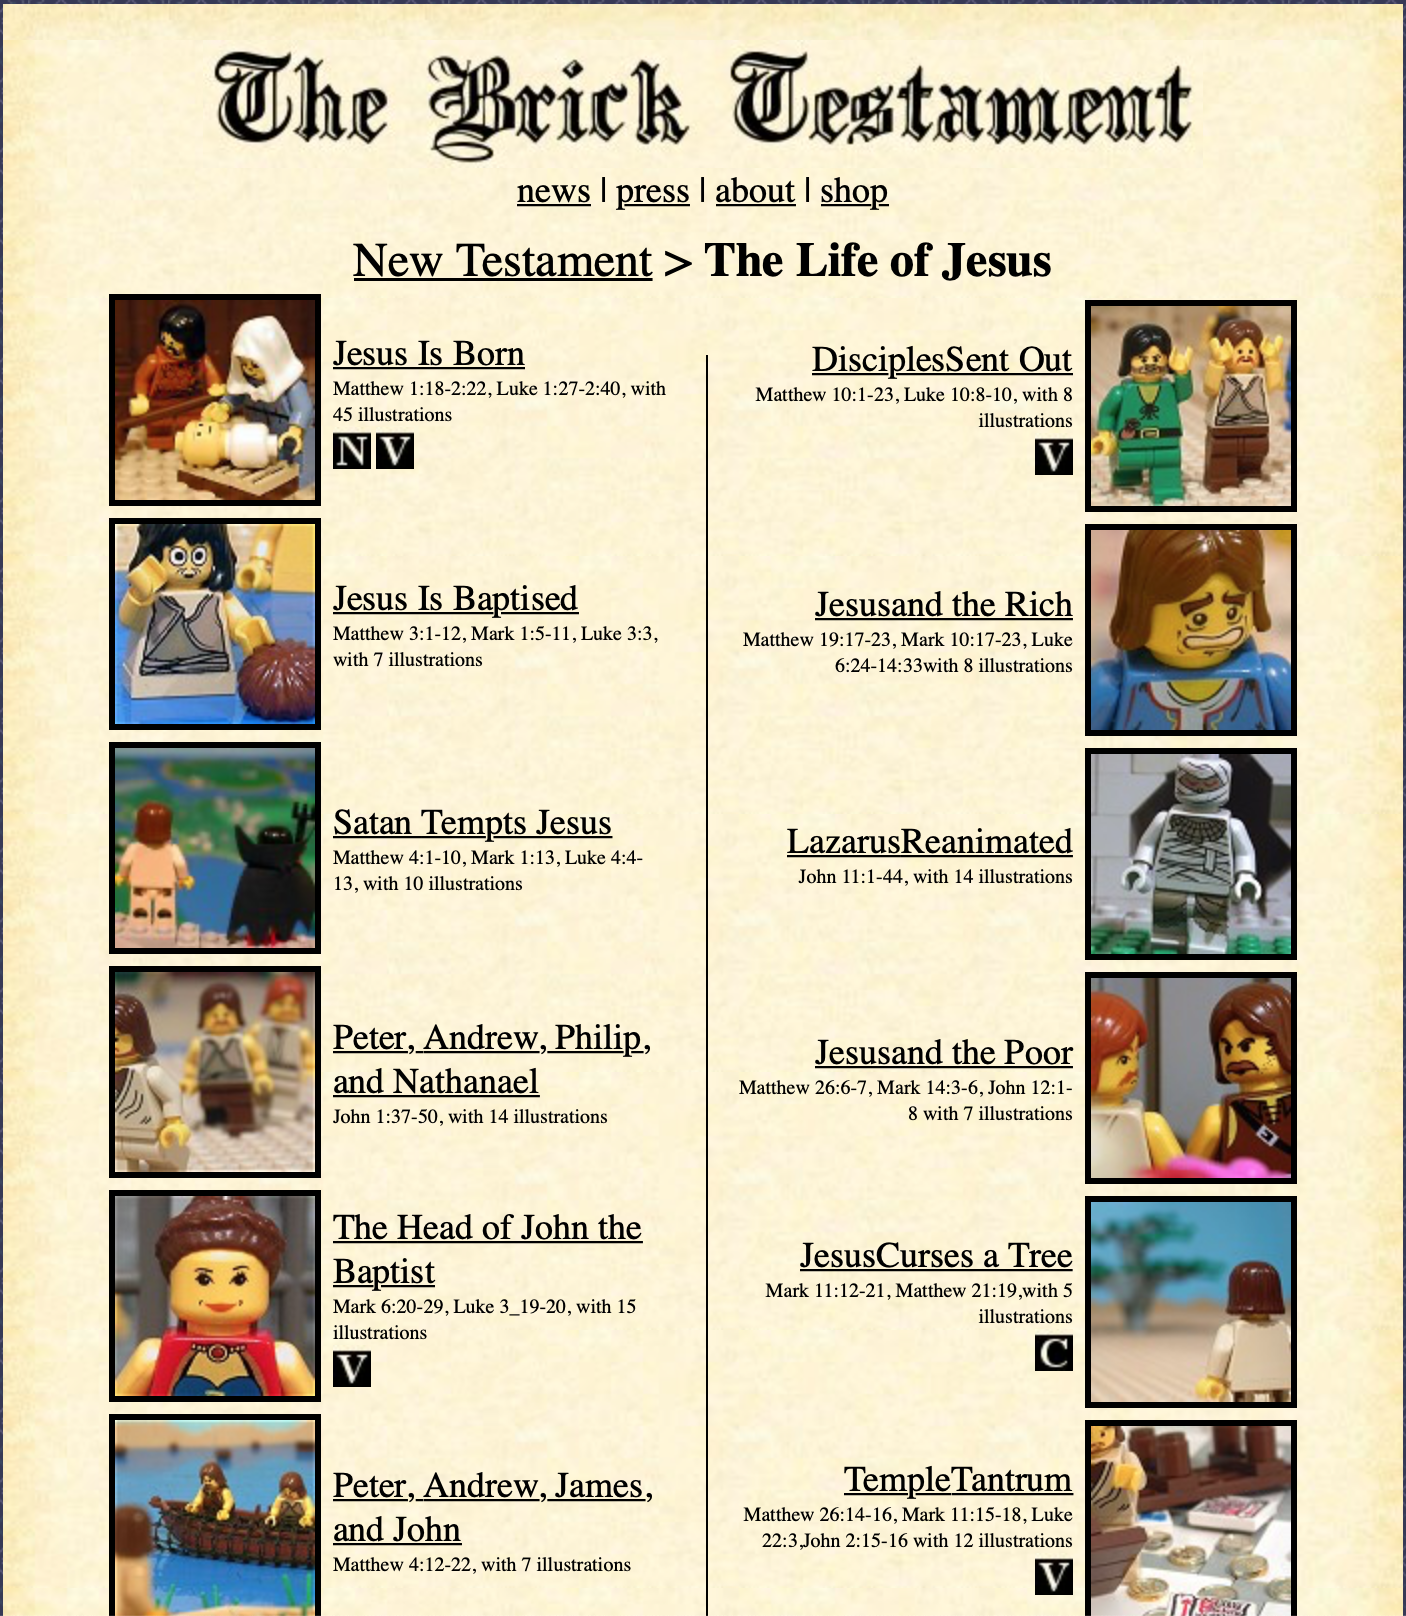 The Brick Testament
news | press | about | shop
New Testament > The Life of Jesus
Jesus Is Born
Matthew 1:18-2:22, Luke 1:27-2:40, with
45 illustrations
N V
Jesus Is Baptised
Matthew 3:1-12, Mark 1:5-11, Luke 3:3,
with 7 illustrations
Satan Tempts Jesus
Matthew 4:1-10, Mark 1:13, Luke 4:4-
13, with 10 illustrations
Peter, Andrew, Philip,
and Nathanael
John 1:37-50, with 14 illustrations
The Head of John the
Baptist
Mark 6:20-29, Luke 3_19-20, with 15
illustrations
V
Peter, Andrew, James,
and John
Matthew 4:12-22, with 7 illustrations
DisciplesSent Out
Matthew 10:1-23, Luke 10:8-10, with 8
illustrations
V
Jesusand the Rich
Matthew 19:17-23, Mark 10:17-23, Luke
6:24-14:33with 8 illustrations
LazarusReanimated
John 11:1-44, with 14 illustrations
Jesusand the Poor
Matthew 26:6-7, Mark 14:3-6, John 12:1-
8 with 7 illustrations
JesusCurses a Tree
Mark 11:12-21, Matthew 21:19,with 5
illustrations
C
TempleTantrum
Matthew 26:14-16, Mark 11:15-18, Luke
22:3,John 2:15-16 with 12 illustrations
V